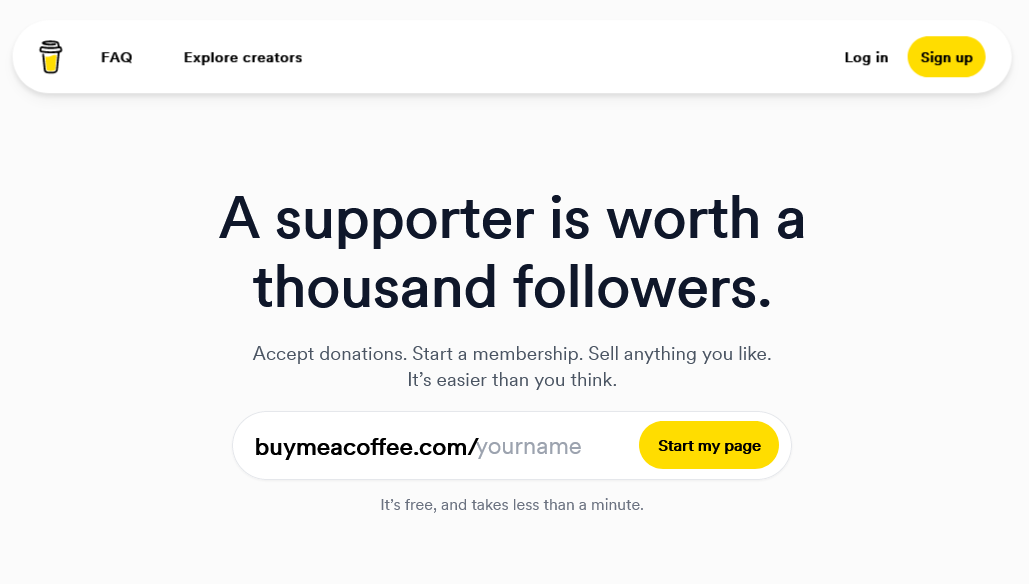 FAQ
Explore creators
Log in
Sign up
A supporter is worth a
thousand followers.
Accept donations. Start a membership. Sell anything you like.
It’s easier than you think.
buymeacoffee.com/yourname
Start my page
It’s free, and takes less than a minute.